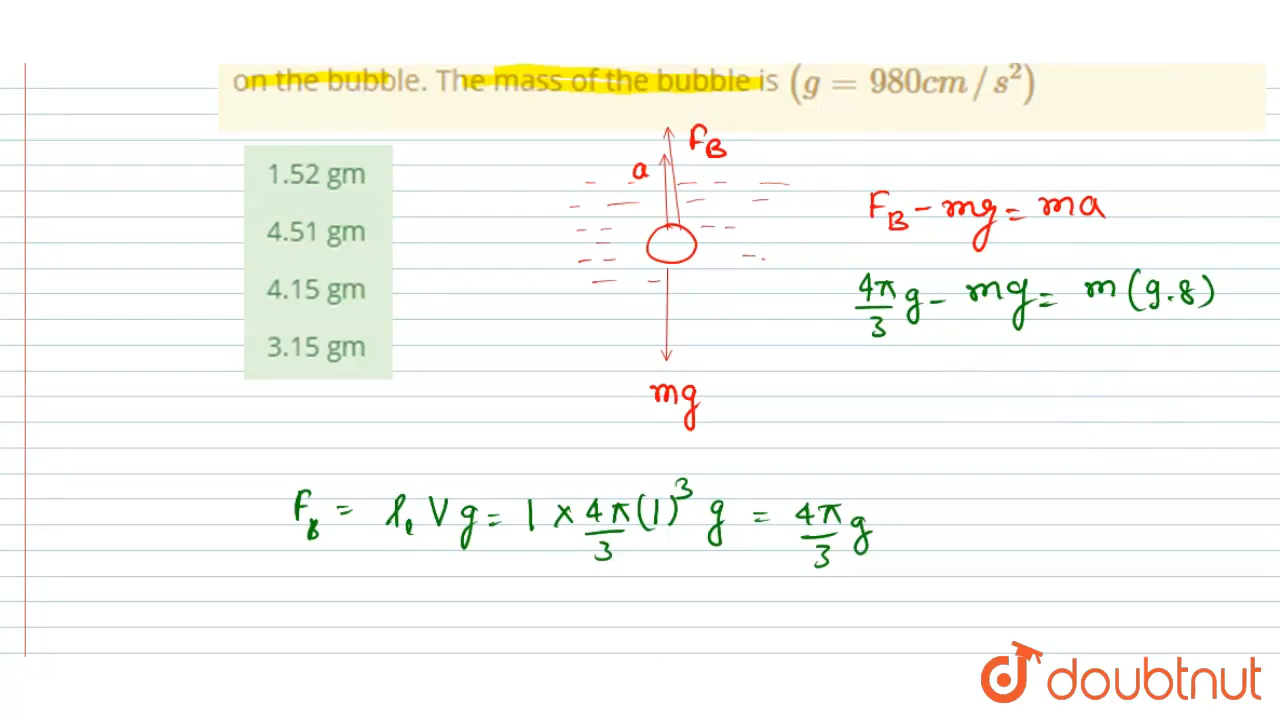 on the bubble. The mass of the bubble is (g = 980cm/s²)
1.52 gm
4.51 gm
4.15 gm
3.15 gm
F_B
a
mg
F_B - mg = ma
4π/3 g - mg = m(9.8)
F_B = ρ_l V g = 1 × 4π/3 (1)³ g = 4π/3 g
doubtnut